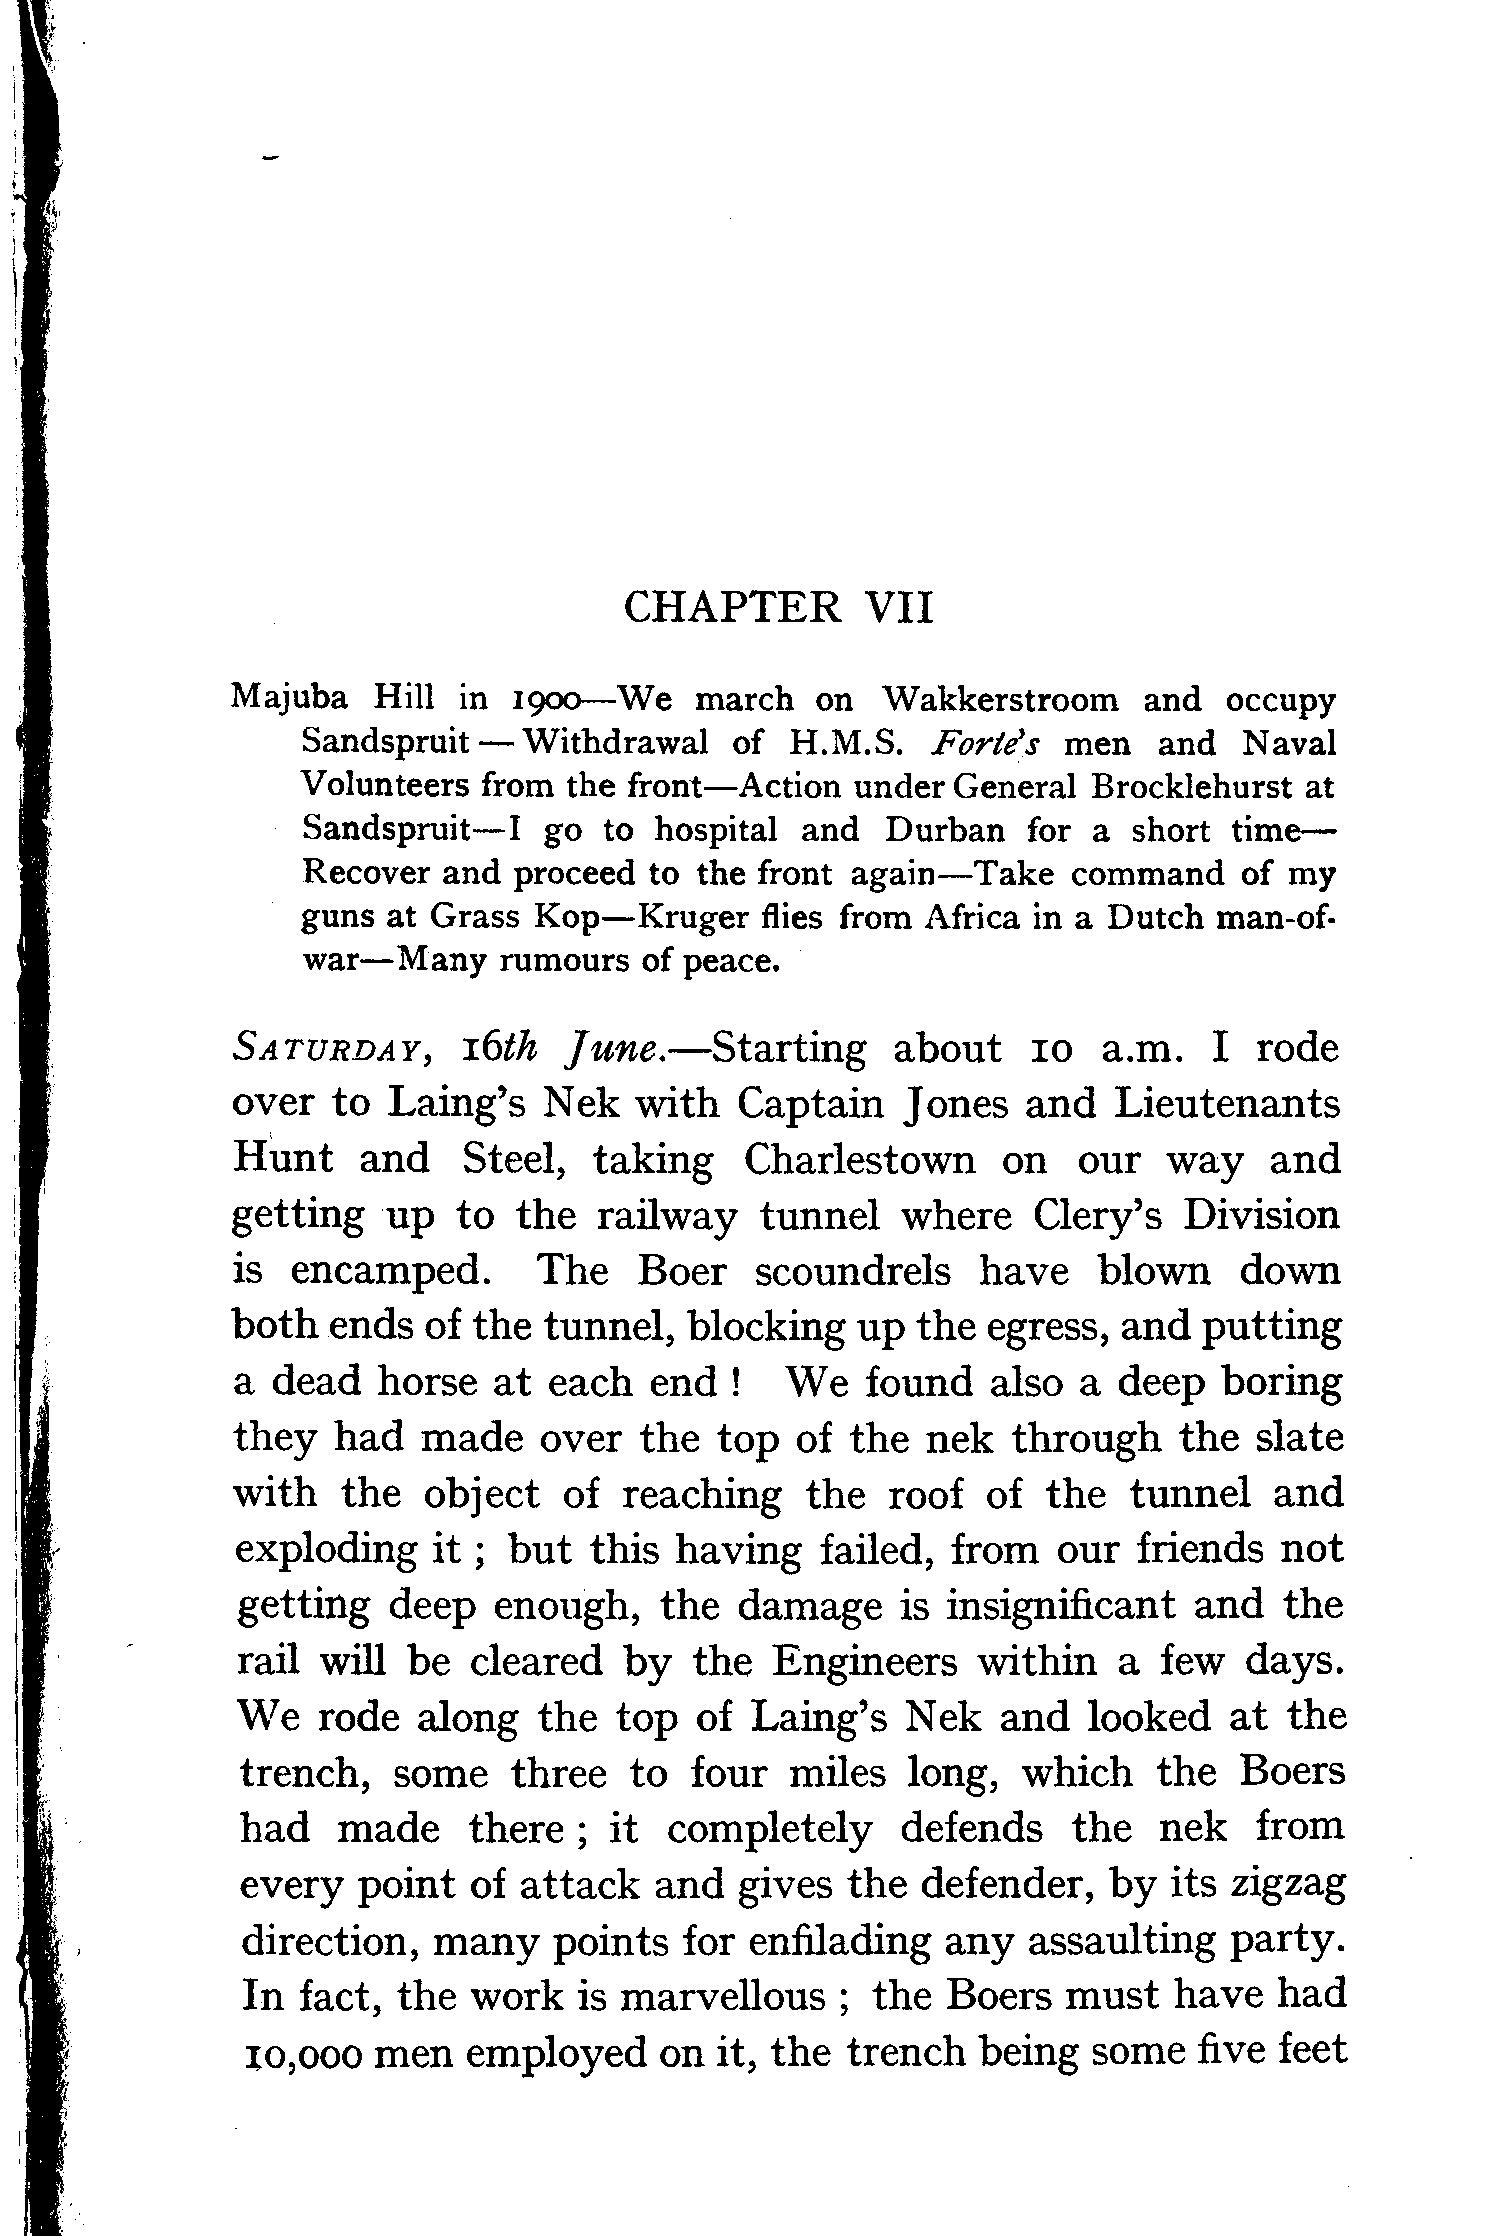 CHAPTER VII
Majuba Hill in 1900—We march on Wakkerstroom and occupy
Sandspruit — Withdrawal of H.M.S. Forte's men and Naval
Volunteers from the front—Action under General Brocklehurst at
Sandspruit—I go to hospital and Durban for a short time—
Recover and proceed to the front again—Take command of my
guns at Grass Kop—Kruger flies from Africa in a Dutch man-of-
war—Many rumours of peace.
SATURDAY, 16th June.—Starting about 10 a.m. I rode
over to Laing's Nek with Captain Jones and Lieutenants
Hunt and Steel, taking Charlestown on our way and
getting up to the railway tunnel where Clery's Division
is encamped. The Boer scoundrels have blown down
both ends of the tunnel, blocking up the egress, and putting
a dead horse at each end ! We found also a deep boring
they had made over the top of the nek through the slate
with the object of reaching the roof of the tunnel and
exploding it ; but this having failed, from our friends not
getting deep enough, the damage is insignificant and the
rail will be cleared by the Engineers within a few days.
We rode along the top of Laing's Nek and looked at the
trench, some three to four miles long, which the Boers
had made there ; it completely defends the nek from
every point of attack and gives the defender, by its zigzag
direction, many points for enfilading any assaulting party.
In fact, the work is marvellous ; the Boers must have had
10,000 men employed on it, the trench being some five feet